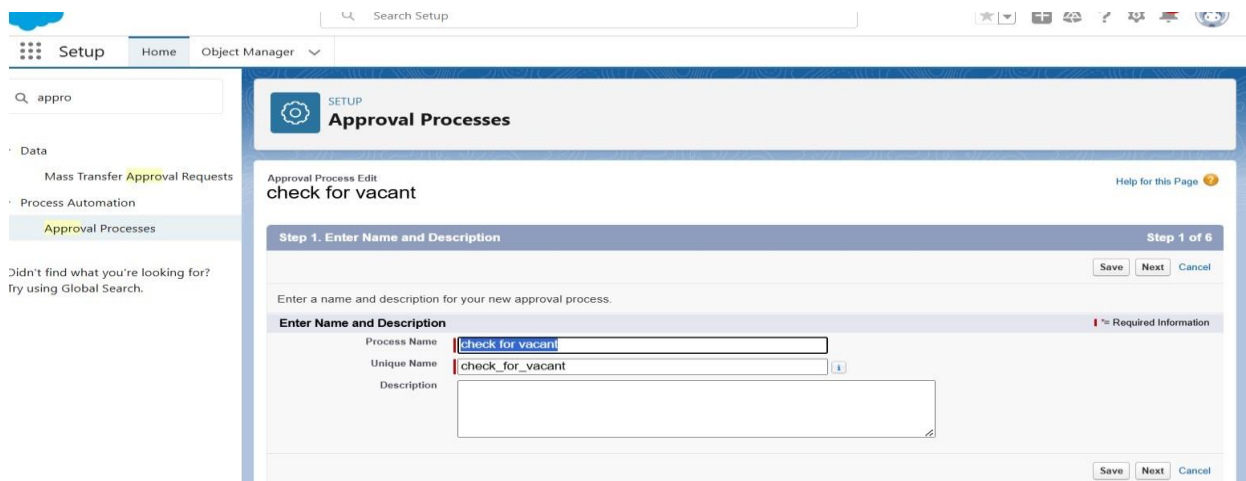 Search Setup
Setup Home Object Manager
appro
SETUP
Approval Processes
Data
Mass Transfer Approval Requests
Process Automation
Approval Processes
Didn't find what you're looking for?
Try using Global Search.
Approval Process Edit
check for vacant
Help for this Page
Step 1. Enter Name and Description Step 1 of 6
Save Next Cancel
Enter a name and description for your new approval process.
Enter Name and Description = Required Information
Process Name check for vacant
Unique Name check_for_vacant i
Description
Save Next Cancel